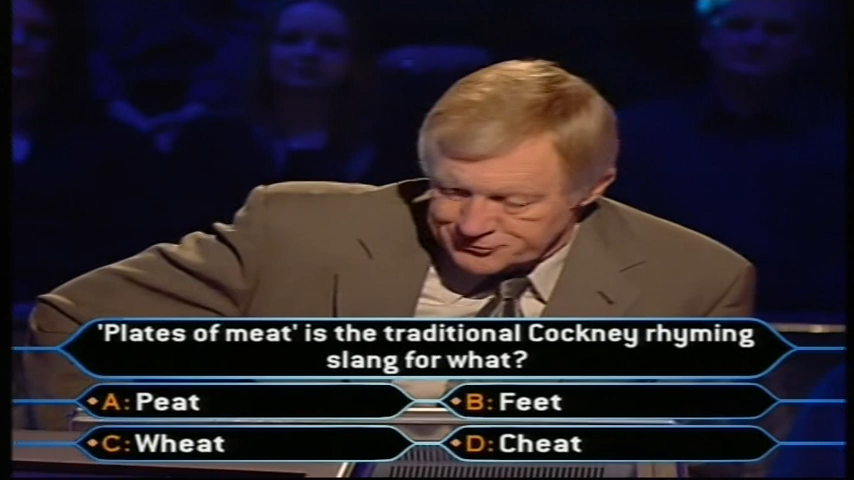 'Plates of meat' is the traditional Cockney rhyming
slang for what?
A: Peat
B: Feet
C: Wheat
D: Cheat